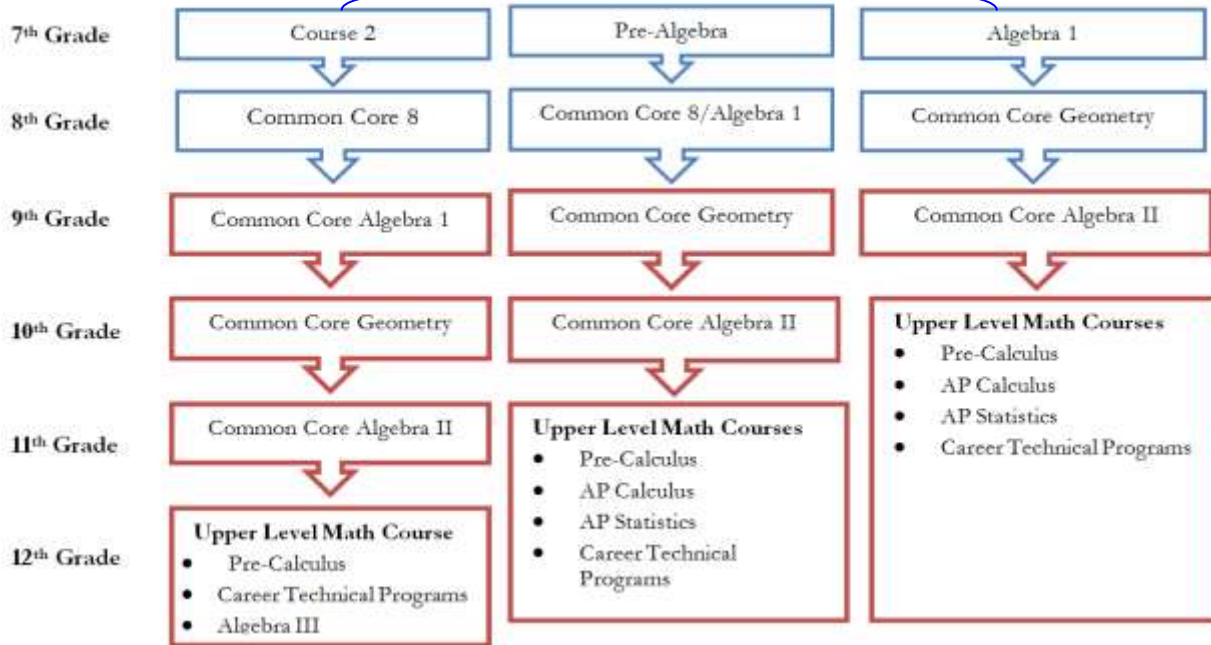 7th Grade
Course 2
Pre-Algebra
Algebra 1
8th Grade
Common Core 8
Common Core 8/Algebra 1
Common Core Geometry
9th Grade
Common Core Algebra 1
Common Core Geometry
Common Core Algebra II
10th Grade
Common Core Geometry
Common Core Algebra II
Upper Level Math Courses
• Pre-Calculus
• AP Calculus
• AP Statistics
• Career Technical Programs
11th Grade
Common Core Algebra II
Upper Level Math Courses
• Pre-Calculus
• AP Calculus
• AP Statistics
• Career Technical
Programs
12th Grade
Upper Level Math Course
• Pre-Calculus
• Career Technical Programs
• Algebra III